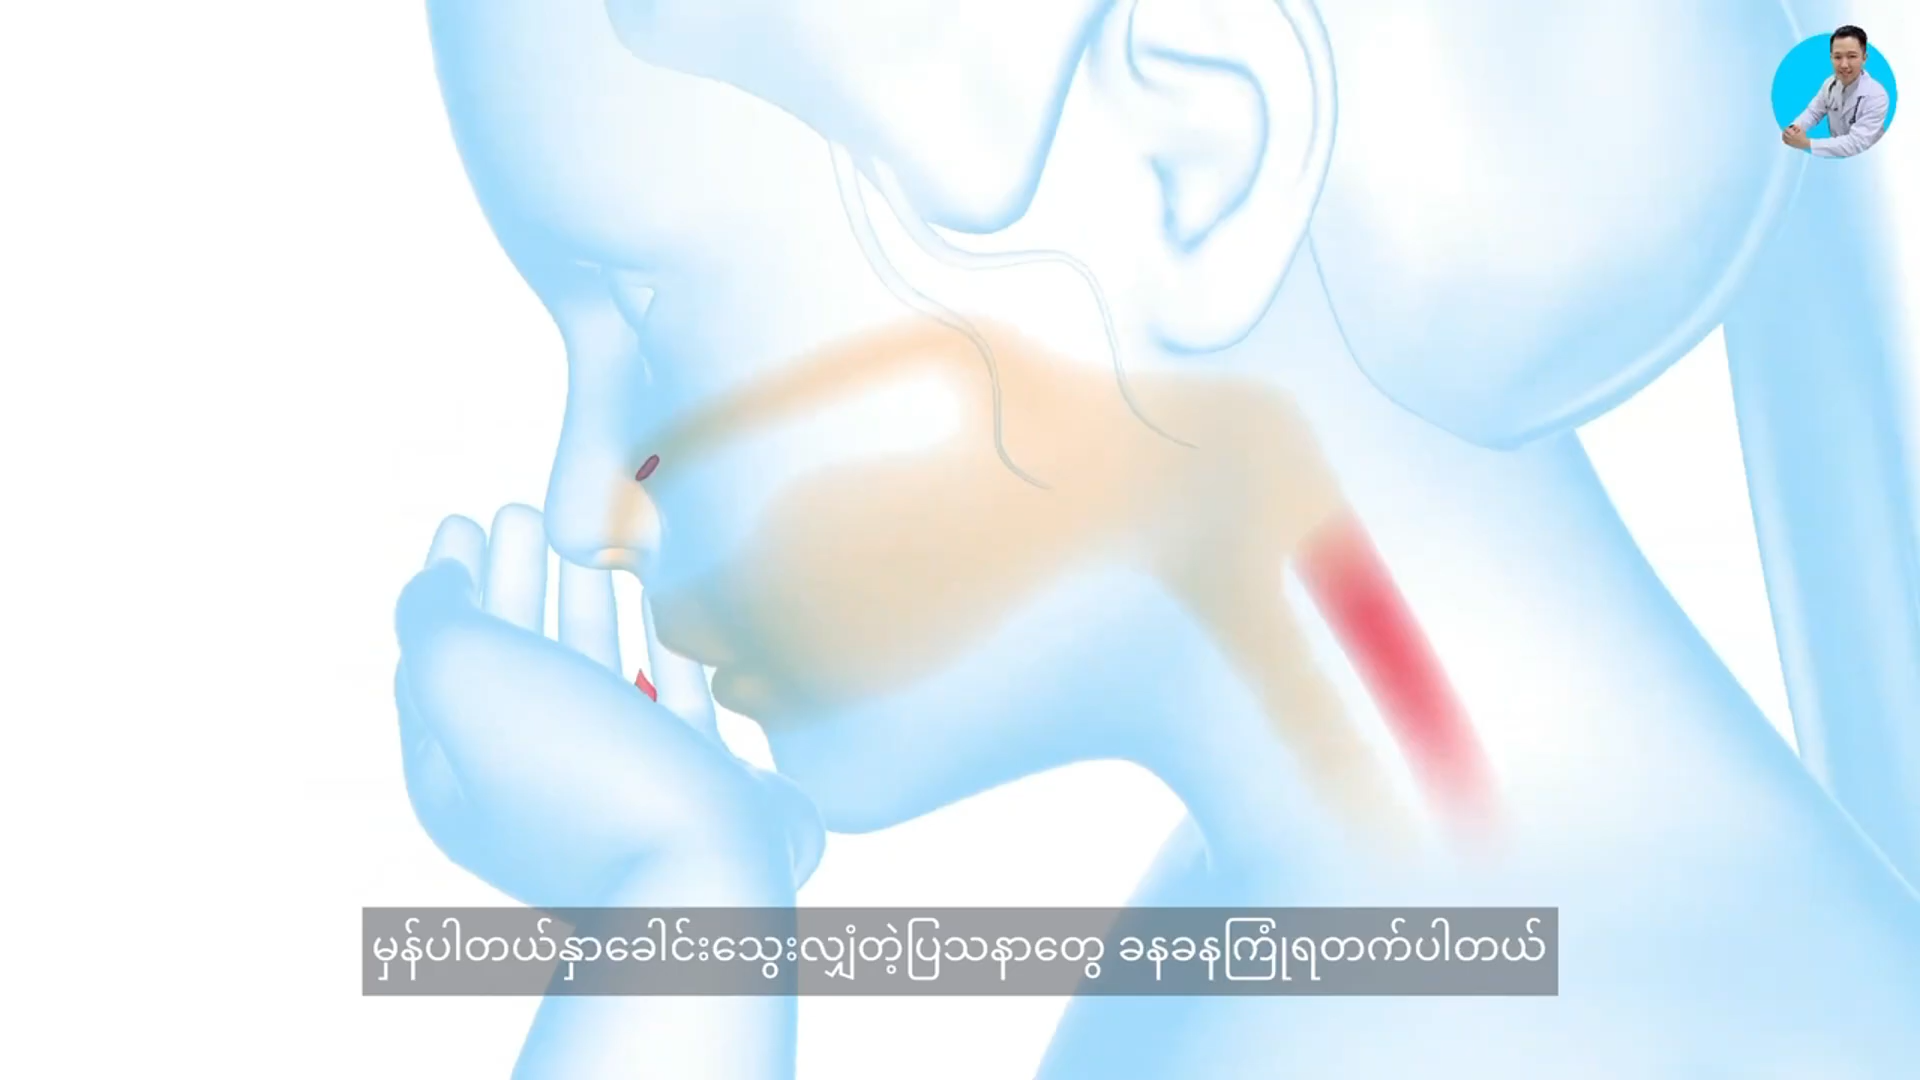 မှန်ပါတယ်နှာခေါင်းသွေးလျှံတဲ့ပြသနာတွေ ခနခနကြုံရတက်ပါတယ်